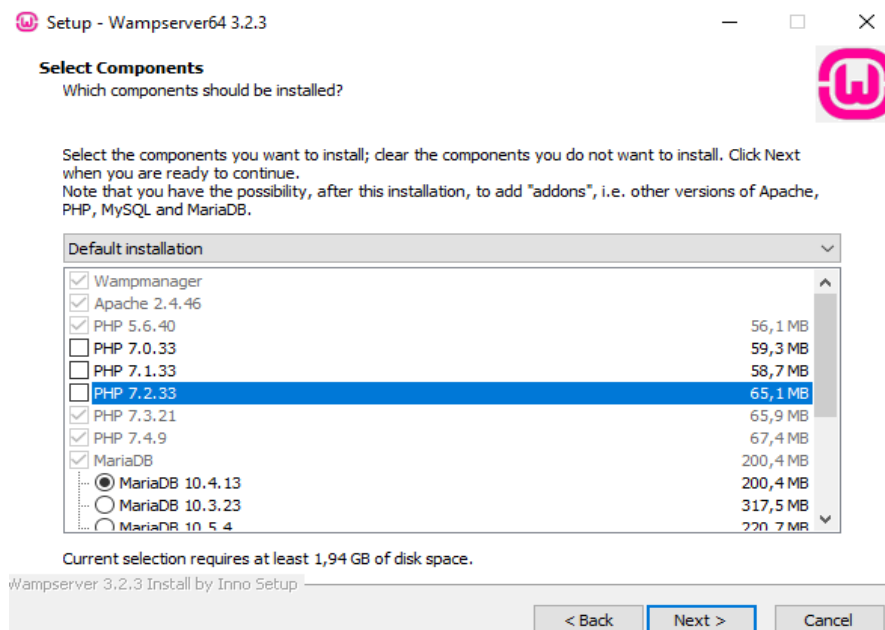 Setup - Wampserver64 3.2.3
Select Components
Which components should be installed?
Select the components you want to install; clear the components you do not want to install. Click Next
when you are ready to continue.
Note that you have the possibility, after this installation, to add "addons", i.e. other versions of Apache,
PHP, MySQL and MariaDB.
Default installation
Wampmanager
Apache 2.4.46
PHP 5.6.40 56,1 MB
PHP 7.0.33 59,3 MB
PHP 7.1.33 58,7 MB
PHP 7.2.33 65,1 MB
PHP 7.3.21 65,9 MB
PHP 7.4.9 67,4 MB
MariaDB 200,4 MB
MariaDB 10.4.13 200,4 MB
MariaDB 10.3.23 317,5 MB
MariaDB 10.5.4 220,7 MB
Current selection requires at least 1,94 GB of disk space.
Wampserver 3.2.3 Install by Inno Setup
< Back Next > Cancel